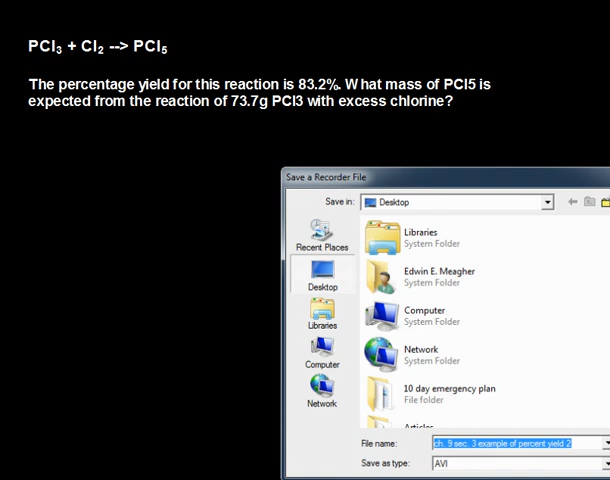 PCl₃ + Cl₂ --> PCl₅
The percentage yield for this reaction is 83.2%. What mass of PCl5 is
expected from the reaction of 73.7g PCl3 with excess chlorine?
Save a Recorder File
Save in:
Desktop
Recent Places
Desktop
Libraries
Computer
Network
Libraries
System Folder
Edwin E. Meagher
System Folder
Computer
System Folder
Network
System Folder
10 day emergency plan
File folder
Articles
File name:
ch. 9 sec. 3 example of percent yield 2
Save as type:
AVI